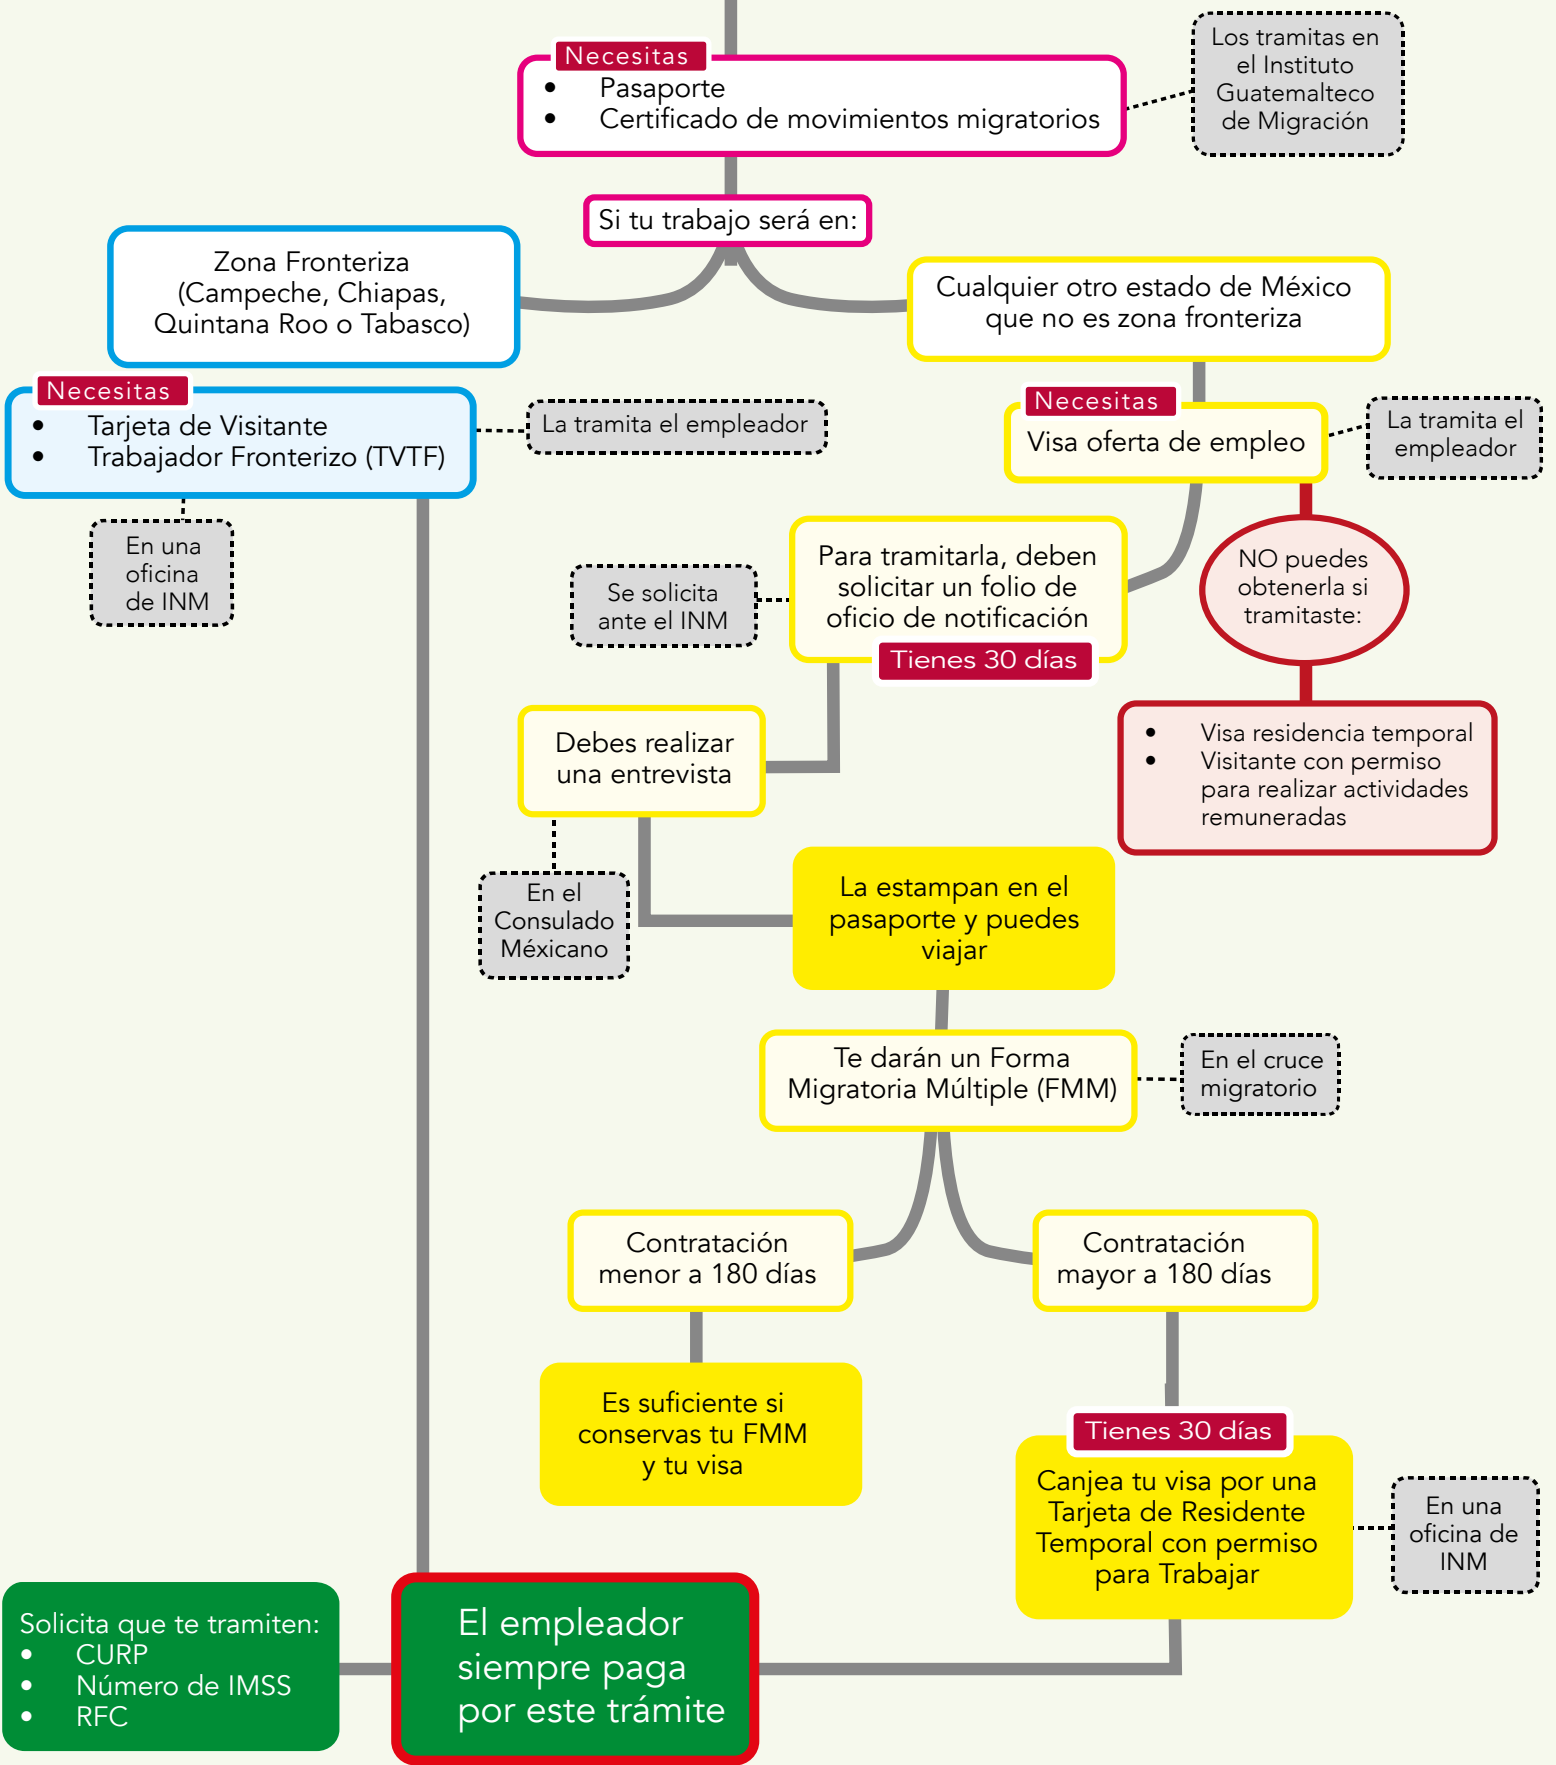 Necesitas
• Pasaporte
• Certificado de movimientos migratorios
Los tramitas en
el Instituto
Guatemalteco
de Migración
Si tu trabajo será en:
Zona Fronteriza
(Campeche, Chiapas,
Quintana Roo o Tabasco)
Cualquier otro estado de México
que no es zona fronteriza
Necesitas
• Tarjeta de Visitante
• Trabajador Fronterizo (TVTF)
La tramita el empleador
En una
oficina
de INM
Necesitas
Visa oferta de empleo
La tramita el
empleador
Para tramitarla, deben
solicitar un folio de
oficio de notificación
Tienes 30 días
Se solicita
ante el INM
NO puedes
obtenerla si
tramitaste:
• Visa residencia temporal
• Visitante con permiso
para realizar actividades
remuneradas
Debes realizar
una entrevista
En el
Consulado
Méxicano
La estampan en el
pasaporte y puedes
viajar
Te darán un Forma
Migratoria Múltiple (FMM)
En el cruce
migratorio
Contratación
menor a 180 días
Contratación
mayor a 180 días
Es suficiente si
conservas tu FMM
y tu visa
Tienes 30 días
Canjea tu visa por una
Tarjeta de Residente
Temporal con permiso
para Trabajar
En una
oficina de
INM
El empleador
siempre paga
por este trámite
Solicita que te tramiten:
• CURP
• Número de IMSS
• RFC